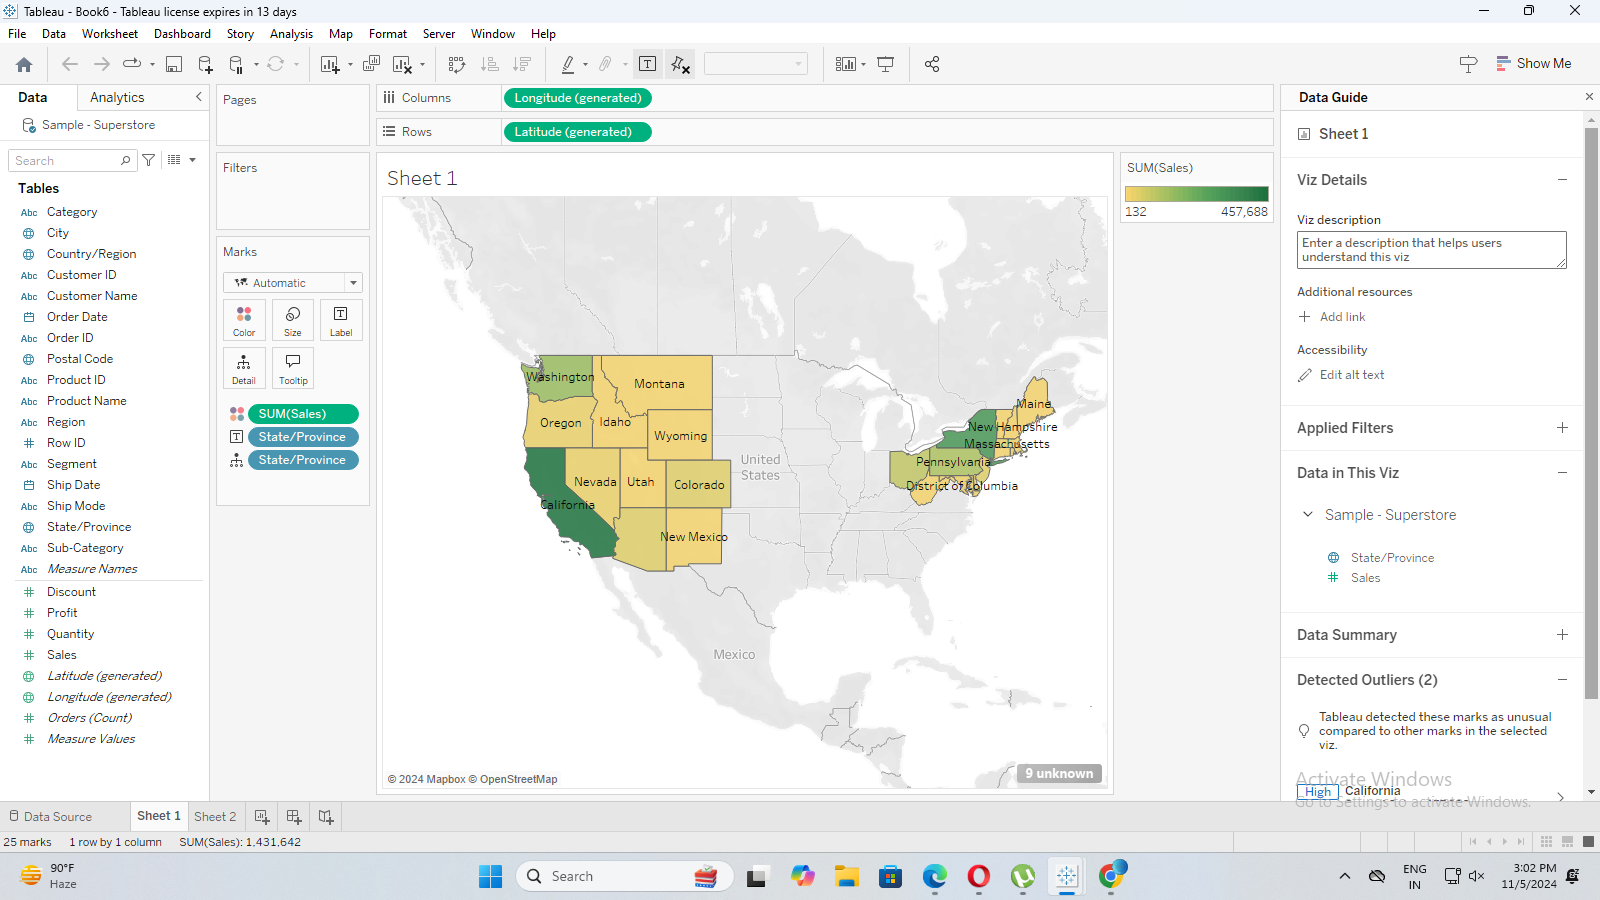 Tableau - Book6 - Tableau license expires in 13 days
File Data Worksheet Dashboard Story Analysis Map Format Server Window Help
Show Me
Data Analytics
Sample - Superstore
Search
Tables
Abc Category
City
Country/Region
Abc Customer ID
Abc Customer Name
Order Date
Abc Order ID
Postal Code
Abc Product ID
Abc Product Name
Abc Region
Row ID
Abc Segment
Ship Date
Abc Ship Mode
State/Province
Abc Sub-Category
Abc Measure Names
Discount
Profit
Quantity
Sales
Latitude (generated)
Longitude (generated)
Orders (Count)
Measure Values
Pages
Filters
Marks
Automatic
Color Size Label
Detail Tooltip
SUM(Sales)
State/Province
State/Province
Columns Longitude (generated)
Rows Latitude (generated)
Sheet 1
Washington
Montana
Oregon
Idaho
Wyoming
Nevada
Utah
Colorado
California
New Mexico
United
States
Maine
New Hampshire
Massachusetts
Pennsylvania
District of Columbia
Mexico
© 2024 Mapbox © OpenStreetMap
9 unknown
SUM(Sales)
132 457,688
Data Guide
Sheet 1
Viz Details
Viz description
Enter a description that helps users
understand this viz
Additional resources
Add link
Accessibility
Edit alt text
Applied Filters
Data in This Viz
Sample - Superstore
State/Province
Sales
Data Summary
Detected Outliers (2)
Tableau detected these marks as unusual
compared to other marks in the selected
viz.
High California
Activate Windows
Go to Settings to activate Windows.
Data Source Sheet 1 Sheet 2
25 marks 1 row by 1 column SUM(Sales): 1,431,642
90°F
Haze
Search
ENG
IN
3:02 PM
11/5/2024